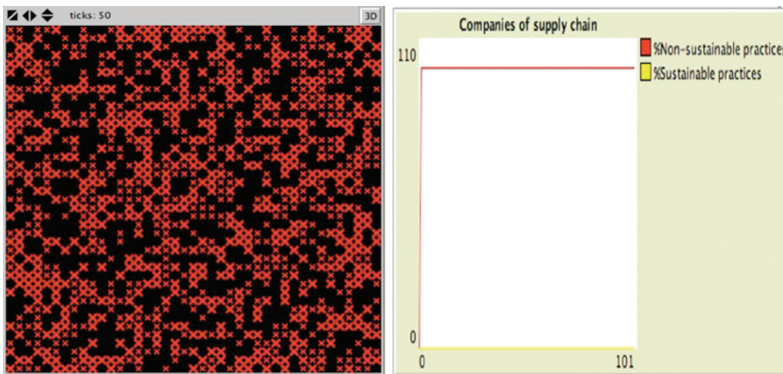 ticks: 50
3D
Companies of supply chain
110
0
0
101
%Non-sustainable practices
%Sustainable practices